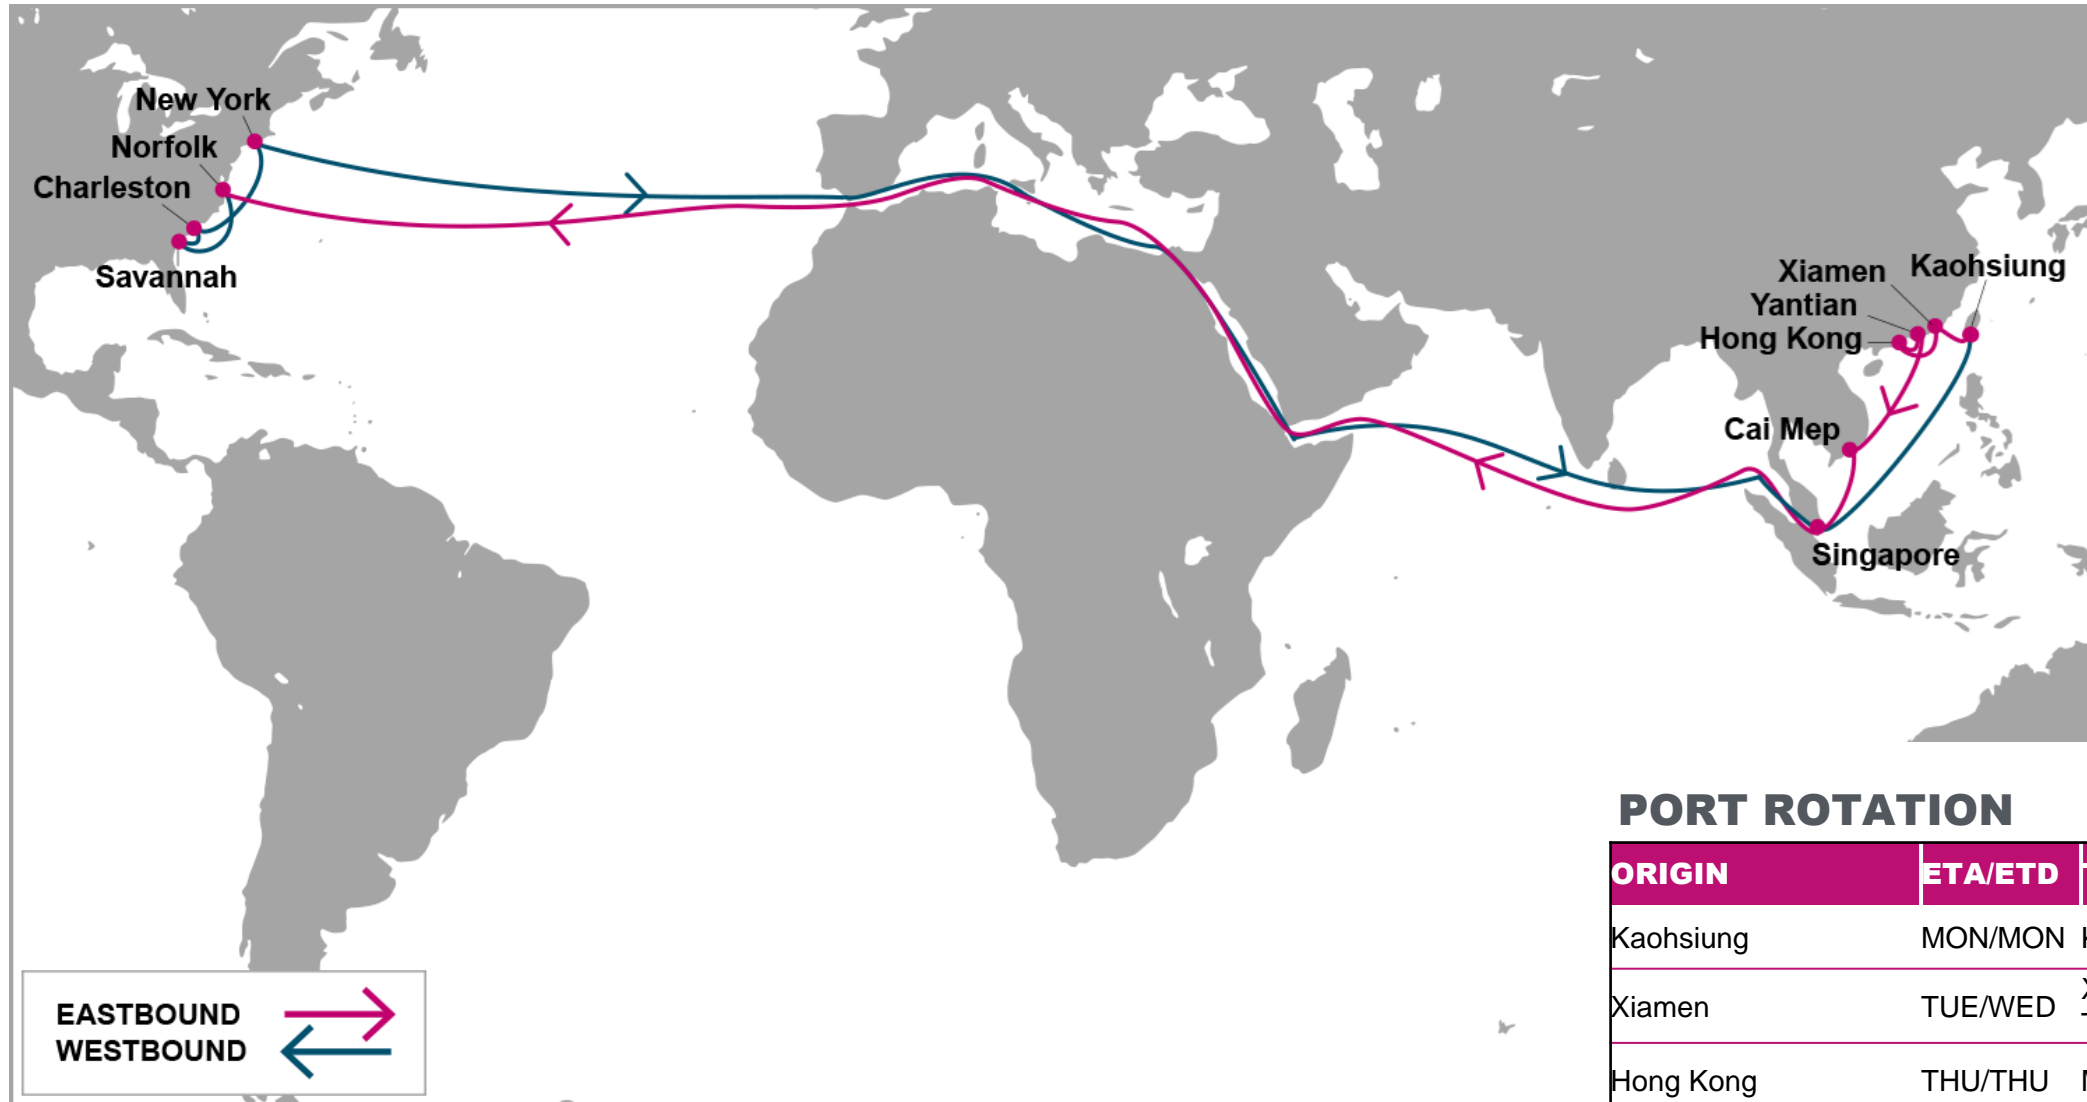 New York
Norfolk
Charleston
Savannah
Xiamen
Kaohsiung
Yantian
Hong Kong
Cai Mep
Singapore
PORT ROTATION
ORIGIN ETA/ETD
Kaohsiung MON/MON
Xiamen TUE/WED
Hong Kong THU/THU
EASTBOUND
WESTBOUND